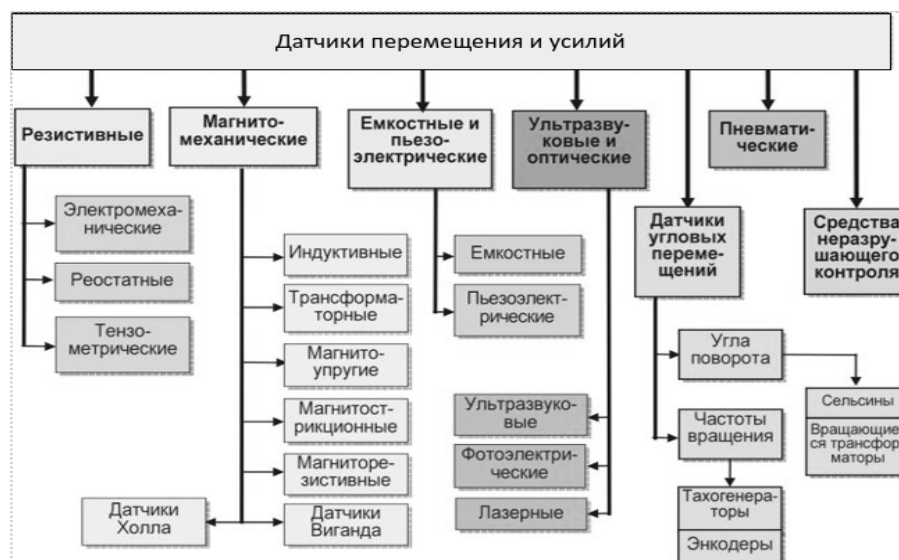 Датчики перемещения и усилий
Резистивные
Магнито-
механические
Емкостные и
пьезо-
электрические
Ультразву-
ковые и
оптические
Пневмати-
ческие
Датчики
угловых
переме-
щений
Средства
неразру-
шающего
контроля
Электромеха-
нические
Реостатные
Тензо-
метрические
Индуктивные
Трансформа-
торные
Магнито-
упругие
Магнитост-
рикционные
Магниторе-
зистивные
Датчики
Холла
Датчики
Виганда
Емкостные
Пьезоэлект-
рические
Ультразвуко-
вые
Фотоэлектри-
ческие
Лазерные
Угла
поворота
Частоты
вращения
Сельсины
Вращающие-
ся трансфор-
маторы
Тахогенера-
торы
Энкодеры